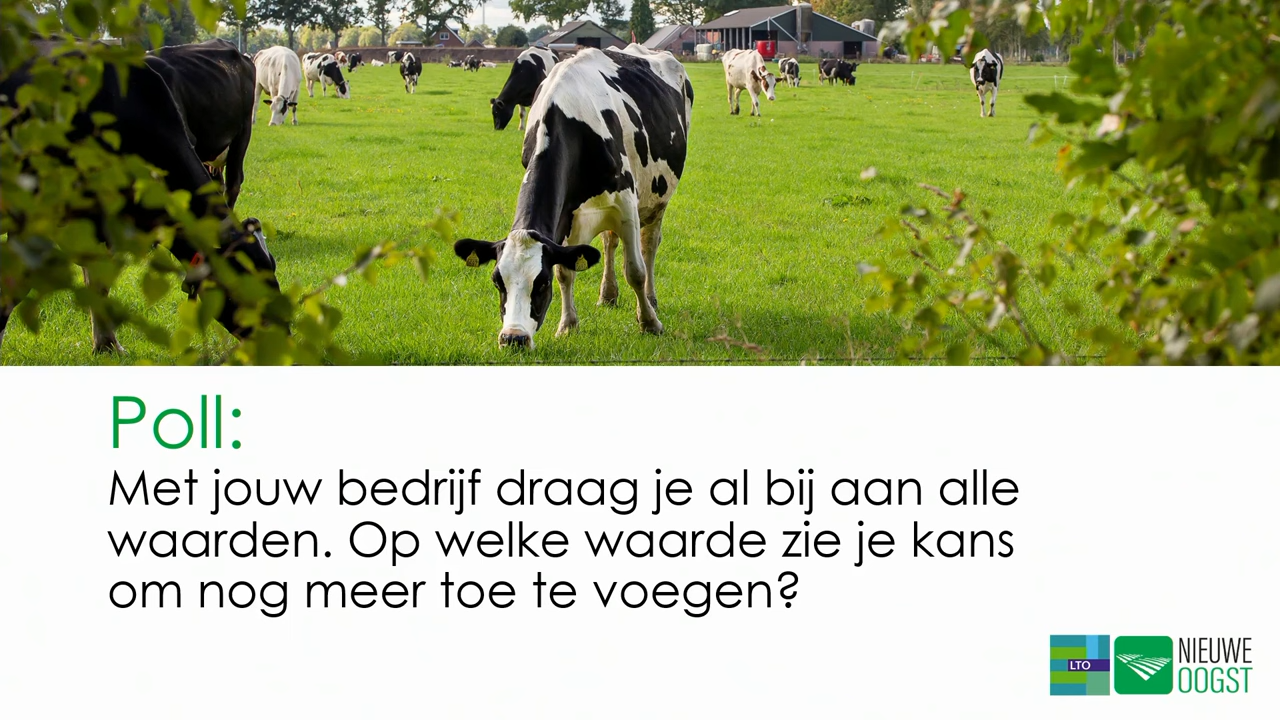 Poll:
Met jouw bedrijf draag je al bij aan alle
waarden. Op welke waarde zie je kans
om nog meer toe te voegen?
LTO
NIEUWE
OOGST